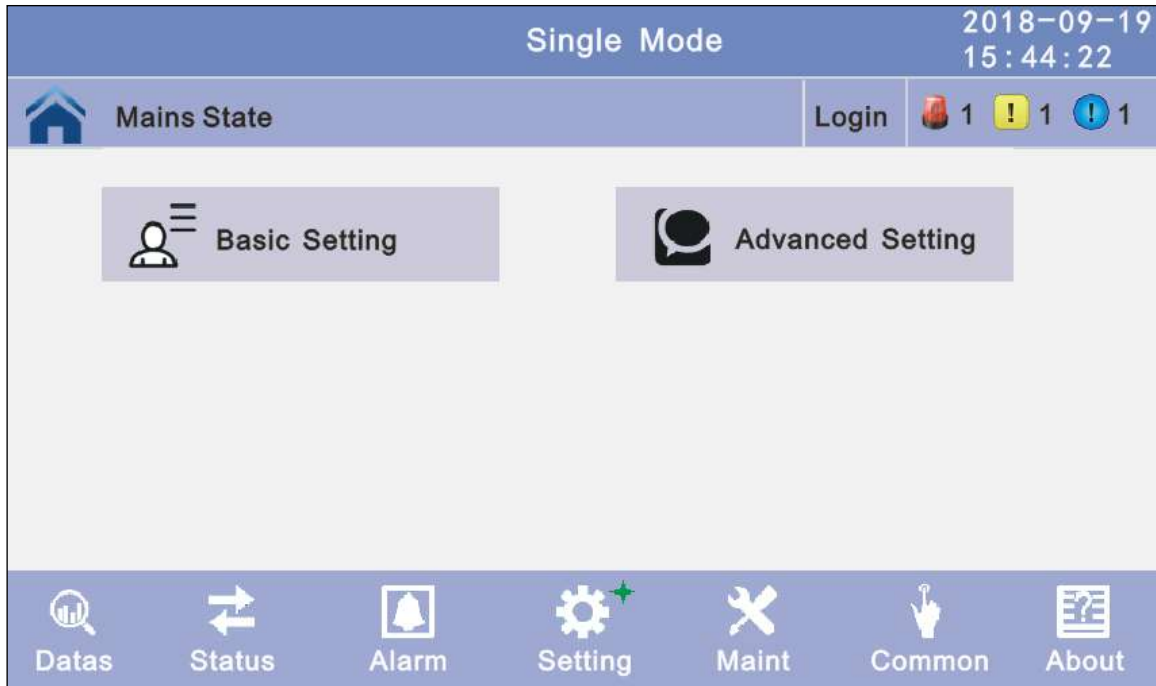 Single Mode
2018-09-19
15:44:22
Mains State
Login
1
! 1
! 1
Basic Setting
Advanced Setting
?
Datas
Status
Alarm
Setting
Maint
Common
About